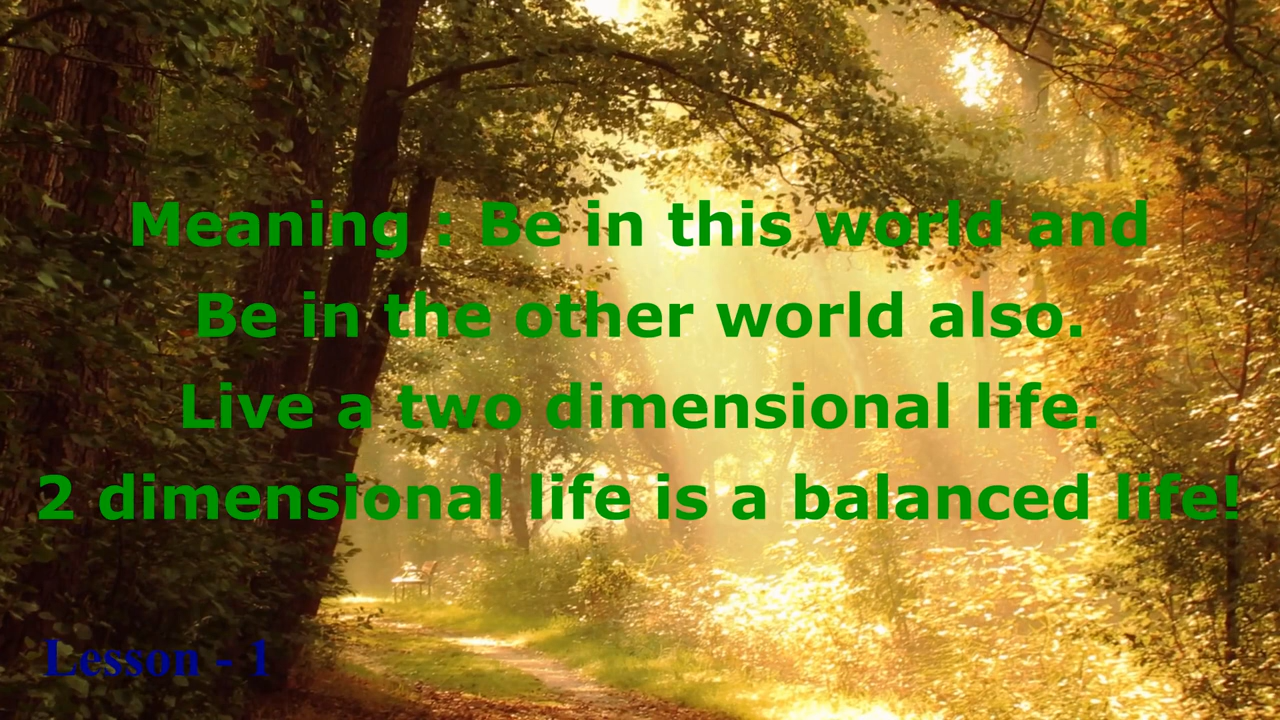 Meaning : Be in this world and
Be in the other world also.
Live a two dimensional life.
2 dimensional life is a balanced life!
Lesson - 1